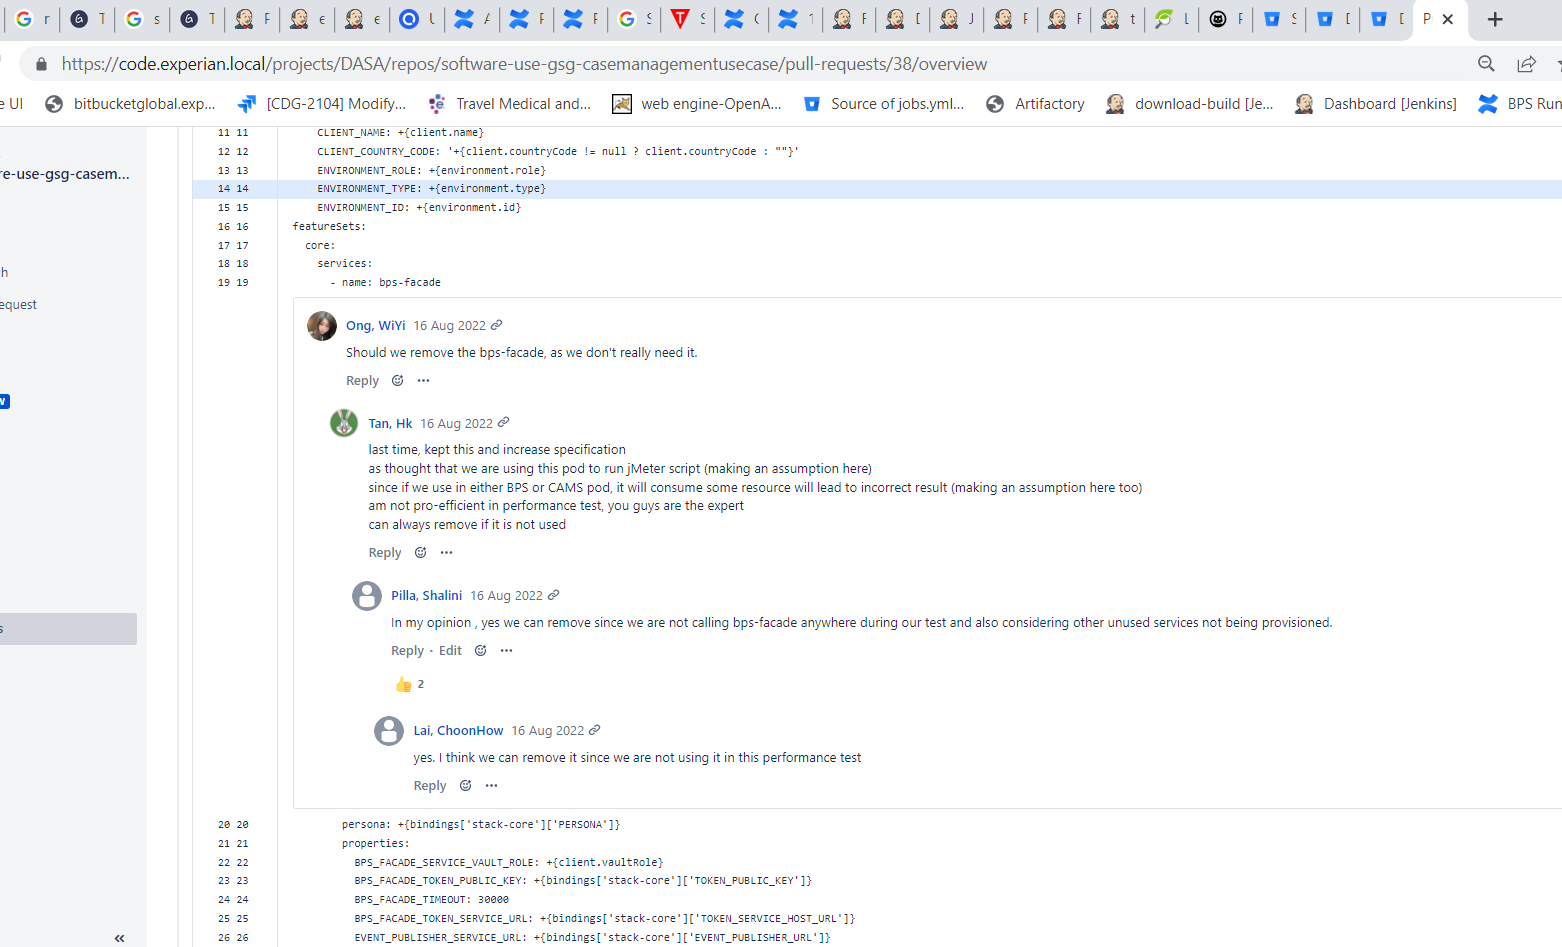 r T s T F e e U A F F S S C 1 F D J F F t L F S D D P
https://code.experian.local/projects/DASA/repos/software-use-gsg-casemanagementusecase/pull-requests/38/overview
e UI bitbucketglobal.exp... [CDG-2104] Modify... Travel Medical and... web engine-OpenA... Source of jobs.yml... Artifactory download-build [Je... Dashboard [Jenkins] BPS Run
re-use-gsg-casem...
h
equest
w
s
11 11 CLIENT_NAME: +{client.name}
12 12 CLIENT_COUNTRY_CODE: '+{client.countryCode != null ? client.countryCode : ""}'
13 13 ENVIRONMENT_ROLE: +{environment.role}
14 14 ENVIRONMENT_TYPE: +{environment.type}
15 15 ENVIRONMENT_ID: +{environment.id}
16 16 featureSets:
17 17 core:
18 18 services:
19 19 - name: bps-facade
Ong, WiYi 16 Aug 2022
Should we remove the bps-facade, as we don't really need it.
Reply
Tan, Hk 16 Aug 2022
last time, kept this and increase specification
as thought that we are using this pod to run jMeter script (making an assumption here)
since if we use in either BPS or CAMS pod, it will consume some resource will lead to incorrect result (making an assumption here too)
am not pro-efficient in performance test, you guys are the expert
can always remove if it is not used
Reply
Pilla, Shalini 16 Aug 2022
In my opinion , yes we can remove since we are not calling bps-facade anywhere during our test and also considering other unused services not being provisioned.
Reply · Edit
👍 2
Lai, ChoonHow 16 Aug 2022
yes. I think we can remove it since we are not using it in this performance test
Reply
20 20 persona: +{bindings['stack-core']['PERSONA']}
21 21 properties:
22 22 BPS_FACADE_SERVICE_VAULT_ROLE: +{client.vaultRole}
23 23 BPS_FACADE_TOKEN_PUBLIC_KEY: +{bindings['stack-core']['TOKEN_PUBLIC_KEY']}
24 24 BPS_FACADE_TIMEOUT: 30000
25 25 BPS_FACADE_TOKEN_SERVICE_URL: +{bindings['stack-core']['TOKEN_SERVICE_HOST_URL']}
26 26 EVENT_PUBLISHER_SERVICE_URL: +{bindings['stack-core']['EVENT_PUBLISHER_URL']}